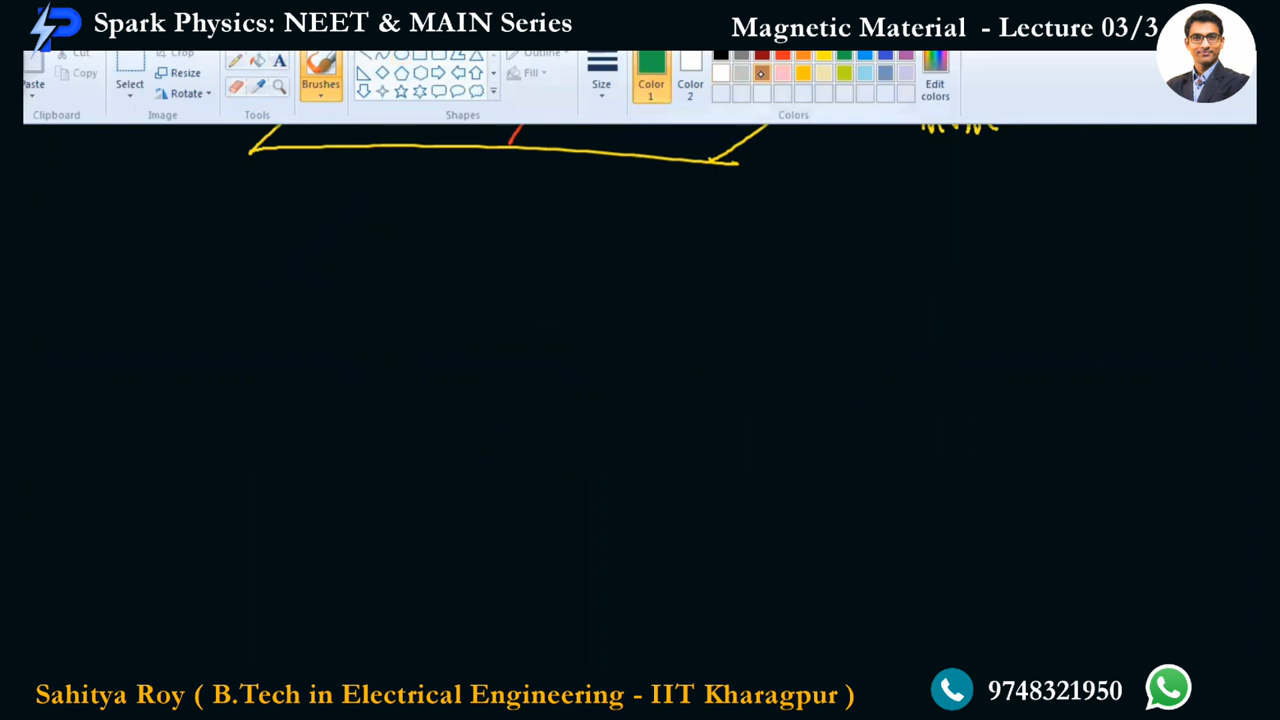 Spark Physics: NEET & MAIN Series
Magnetic Material - Lecture 03/3
Cut
Crop
Outline
Paste
Copy
Select
Resize
Rotate
Brushes
Fill
Size
Color 1
Color 2
Edit colors
Clipboard
Image
Tools
Shapes
Colors
Sahitya Roy ( B.Tech in Electrical Engineering - IIT Kharagpur )
9748321950